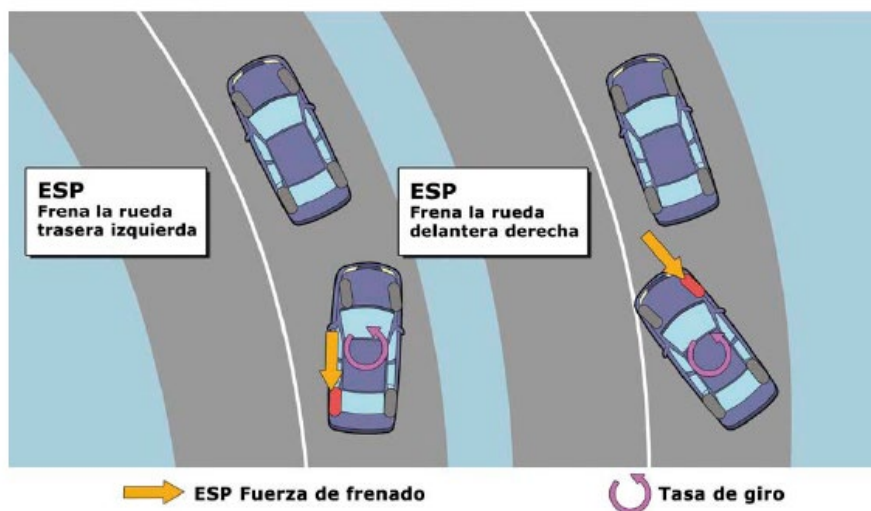 ESP
Frena la rueda
trasera izquierda
ESP
Frena la rueda
delantera derecha
ESP Fuerza de frenado
Tasa de giro